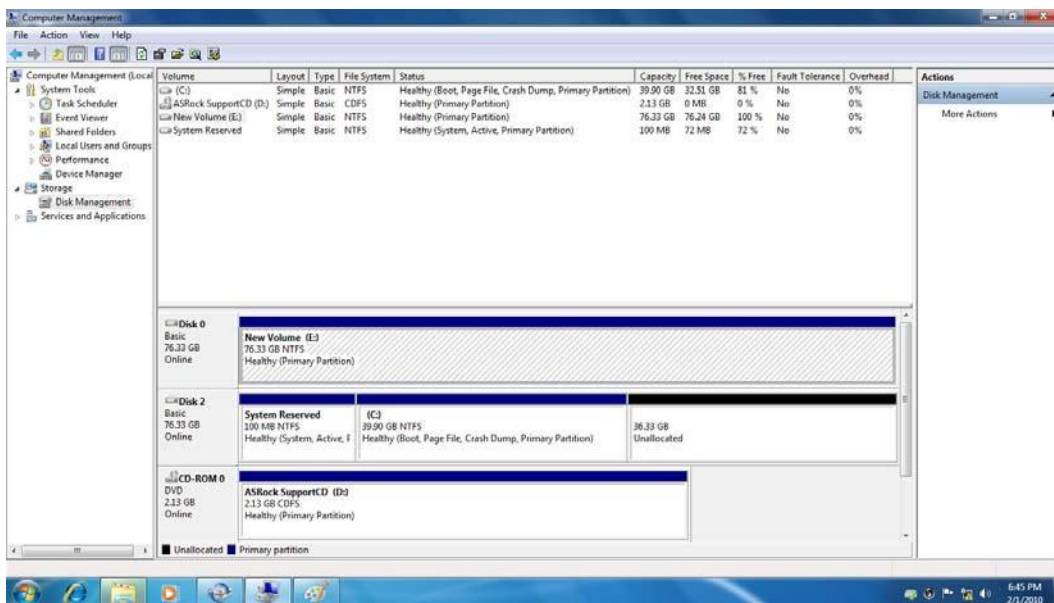 Computer Management
File Action View Help
Computer Management (Local
System Tools
Task Scheduler
Event Viewer
Shared Folders
Local Users and Groups
Performance
Device Manager
Storage
Disk Management
Services and Applications
Volume Layout Type File System Status Capacity Free Space % Free Fault Tolerance Overhead
(C:) Simple Basic NTFS Healthy (Boot, Page File, Crash Dump, Primary Partition) 39.90 GB 32.51 GB 81 % No 0%
ASRock SupportCD (D:) Simple Basic CDFS Healthy (Primary Partition) 2.13 GB 0 MB 0 % No 0%
New Volume (E:) Simple Basic NTFS Healthy (Primary Partition) 76.33 GB 76.24 GB 100 % No 0%
System Reserved Simple Basic NTFS Healthy (System, Active, Primary Partition) 100 MB 72 MB 72 % No 0%
Actions
Disk Management
More Actions
Disk 0
Basic
76.33 GB
Online
New Volume (E:)
76.33 GB NTFS
Healthy (Primary Partition)
Disk 2
Basic
76.33 GB
Online
System Reserved
100 MB NTFS
Healthy (System, Active, F
(C:)
39.90 GB NTFS
Healthy (Boot, Page File, Crash Dump, Primary Partition)
36.33 GB
Unallocated
CD-ROM 0
DVD
2.13 GB
Online
ASRock SupportCD (D:)
2.13 GB CDFS
Healthy (Primary Partition)
Unallocated Primary partition
6:45 PM
2/1/2010